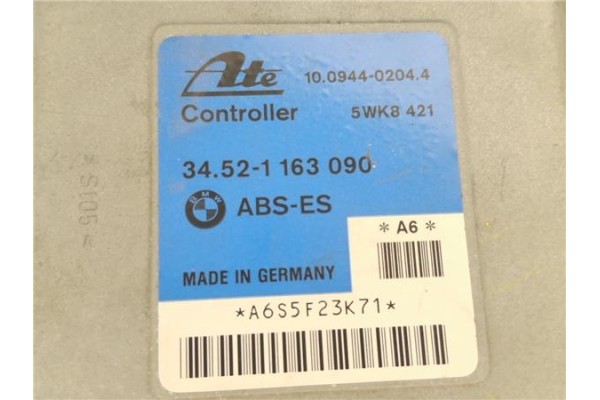 Ate
10.0944-0204.4
Controller
5WK8 421
34.52-1 163 090
BMW
ABS-ES
* A6 *
MADE IN GERMANY
*A6S5F23K71*